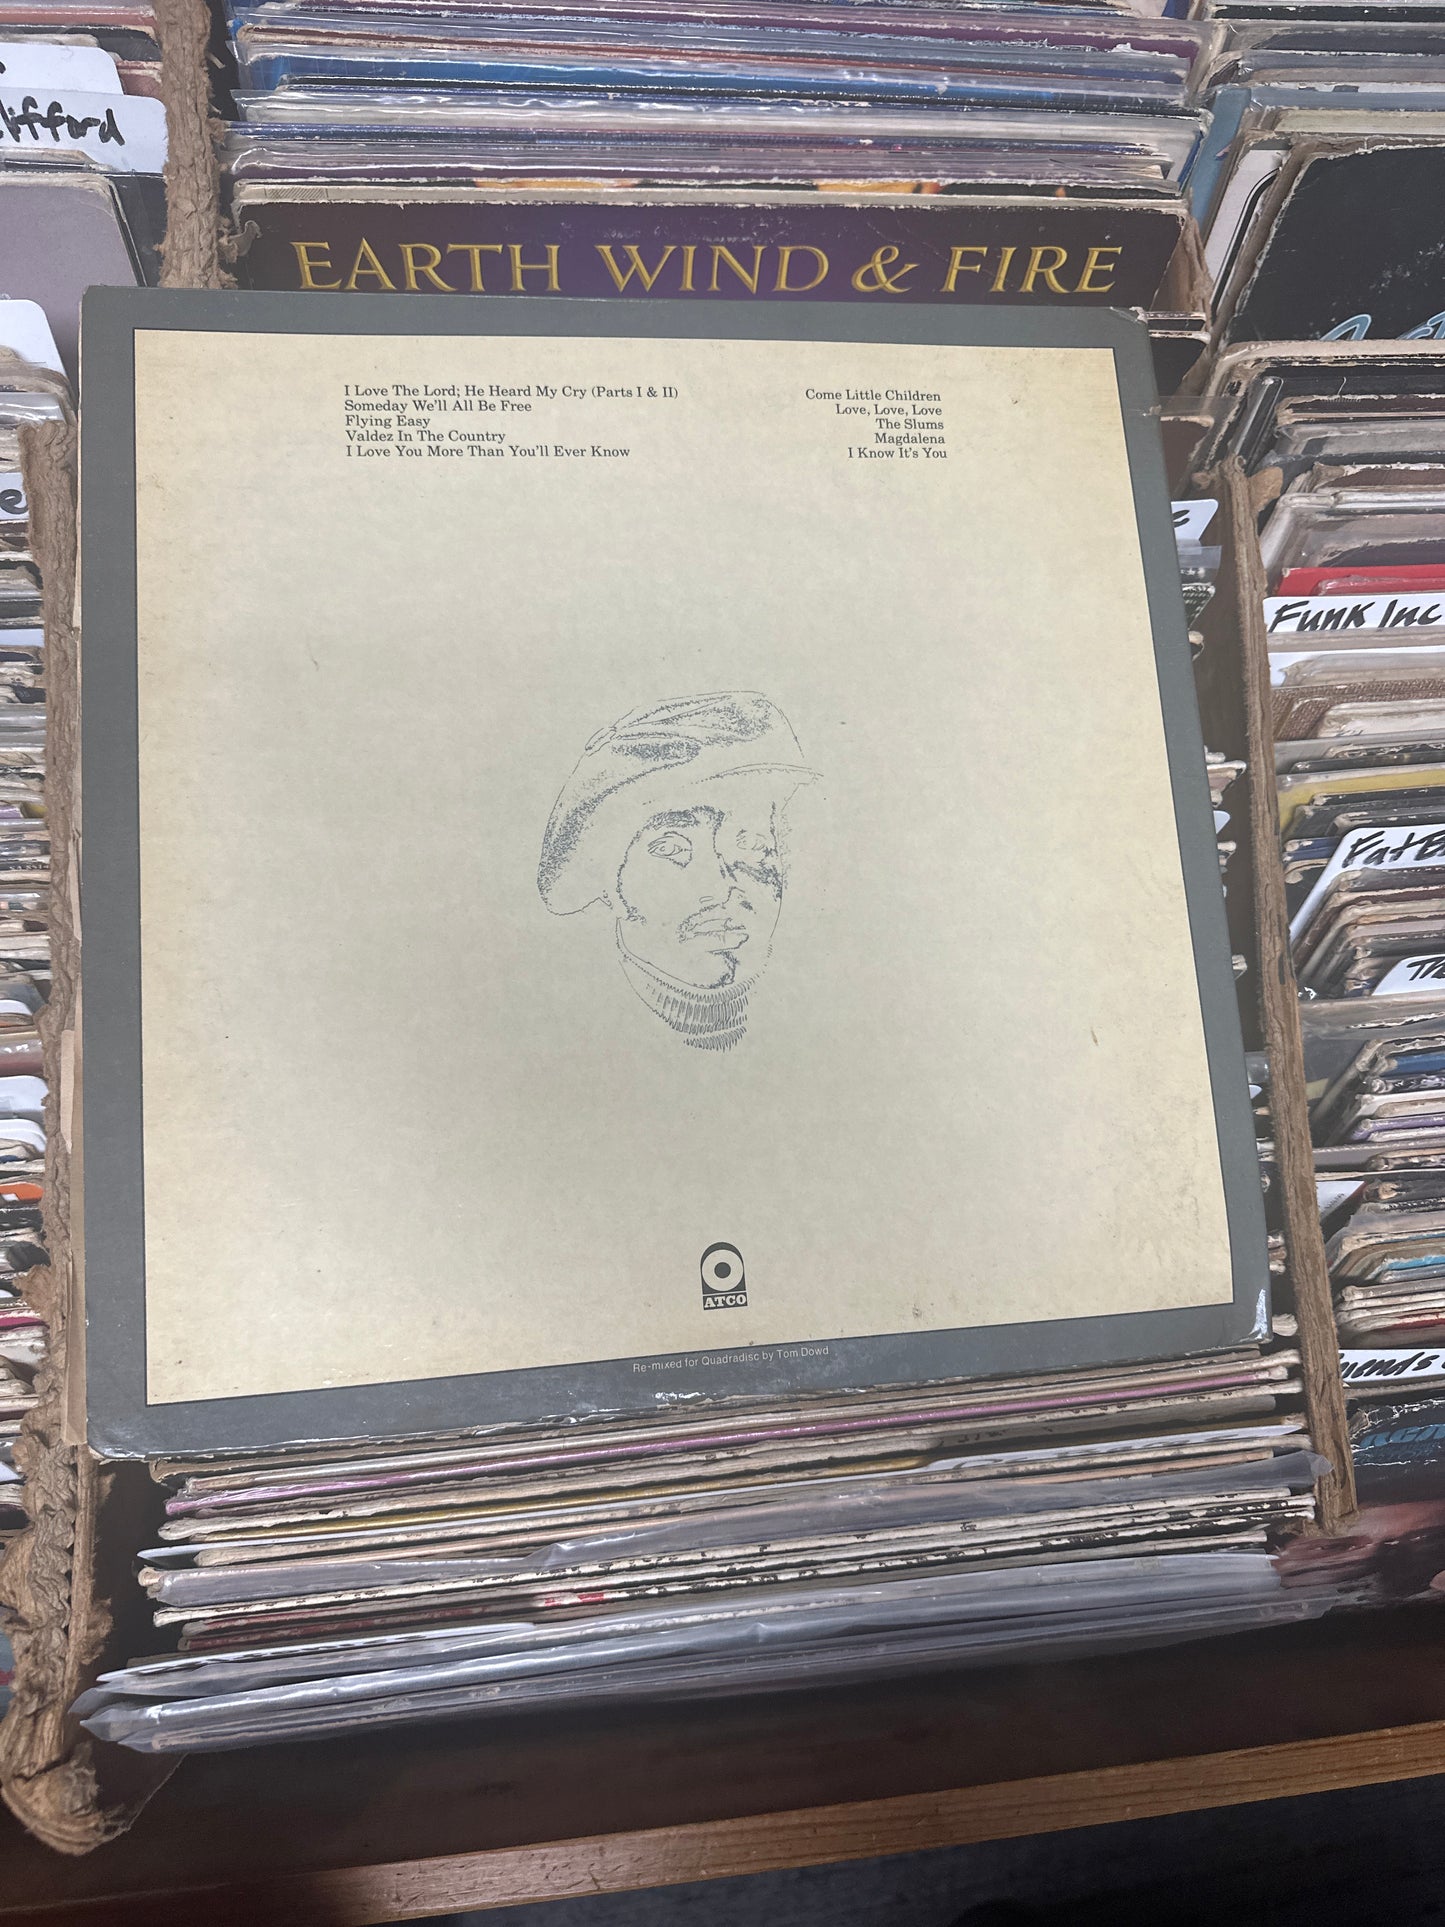 lifford
EARTH WIND & FIRE
I Love The Lord; He Heard My Cry (Parts I & II)
Someday We'll All Be Free
Flying Easy
Valdez In The Country
I Love You More Than You'll Ever Know
Come Little Children
Love, Love, Love
The Slums
Magdalena
I Know It's You
Funk Inc
ATCO
Re-mixed for Quadradisc by Tom Dowd